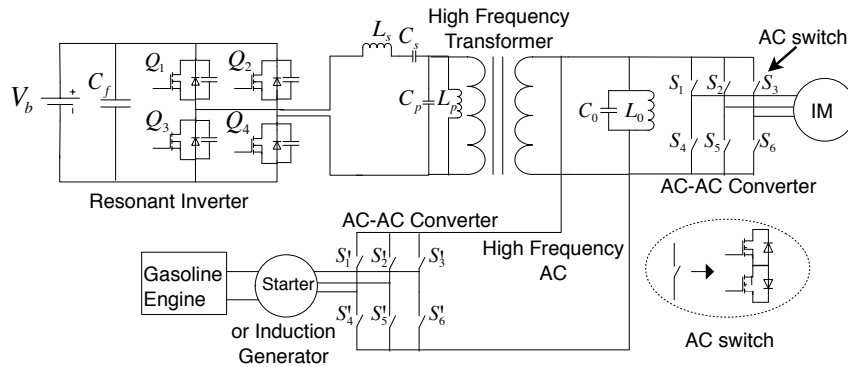 High Frequency
Transformer
AC switch
L_s
C_s
Q_1
Q_2
C_f
V_b
+
-
Q_3
Q_4
C_p
L_p
C_0
L_0
S_1
S_2
S_3
IM
S_4
S_5
S_6
Resonant Inverter
AC-AC Converter
AC-AC Converter
High Frequency
AC
Gasoline
Engine
Starter
S'_1
S'_2
S'_3
S'_4
S'_5
S'_6
or Induction
Generator
AC switch